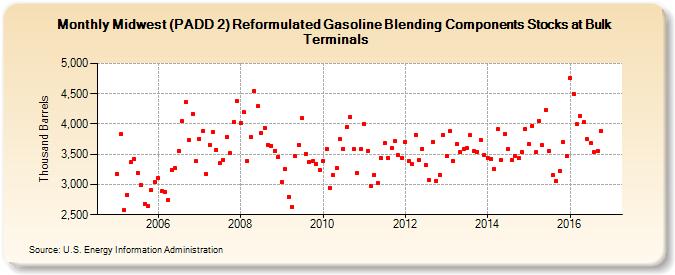 Monthly Midwest (PADD 2) Reformulated Gasoline Blending Components Stocks at Bulk
Terminals
Thousand Barrels
5,000
4,500
4,000
3,500
3,000
2,500
2006 2008 2010 2012 2014 2016
Source: U.S. Energy Information Administration